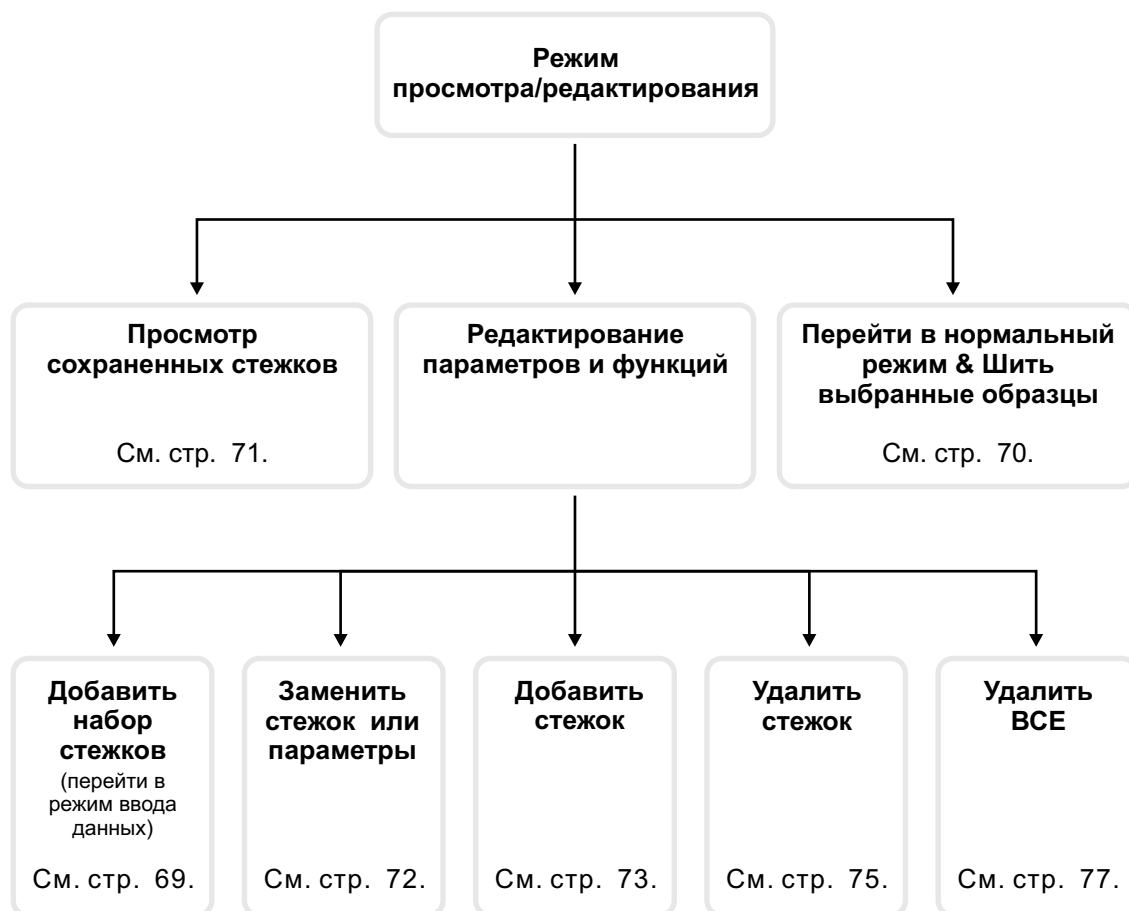 Режим
просмотра/редактирования
Просмотр
сохраненных стежков
См. стр. 71.
Редактирование
параметров и функций
Перейти в нормальный
режим & Шить
выбранные образцы
См. стр. 70.
Добавить
набор
стежков
(перейти в
режим ввода
данных)
См. стр. 69.
Заменить
стежок или
параметры
См. стр. 72.
Добавить
стежок
См. стр. 73.
Удалить
стежок
См. стр. 75.
Удалить
ВСЕ
См. стр. 77.